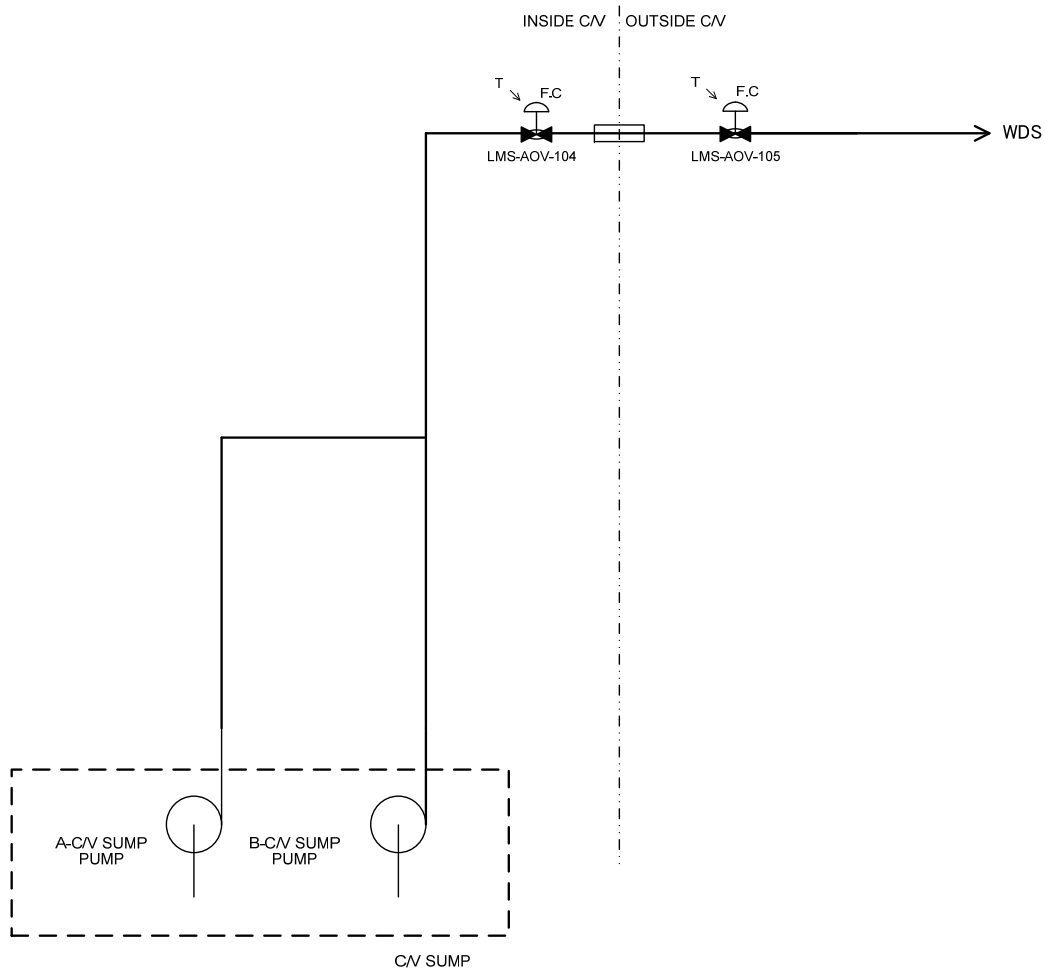 INSIDE C/V
OUTSIDE C/V
T
F.C
T
F.C
WDS
LMS-AOV-104
LMS-AOV-105
A-C/V SUMP
PUMP
B-C/V SUMP
PUMP
C/V SUMP